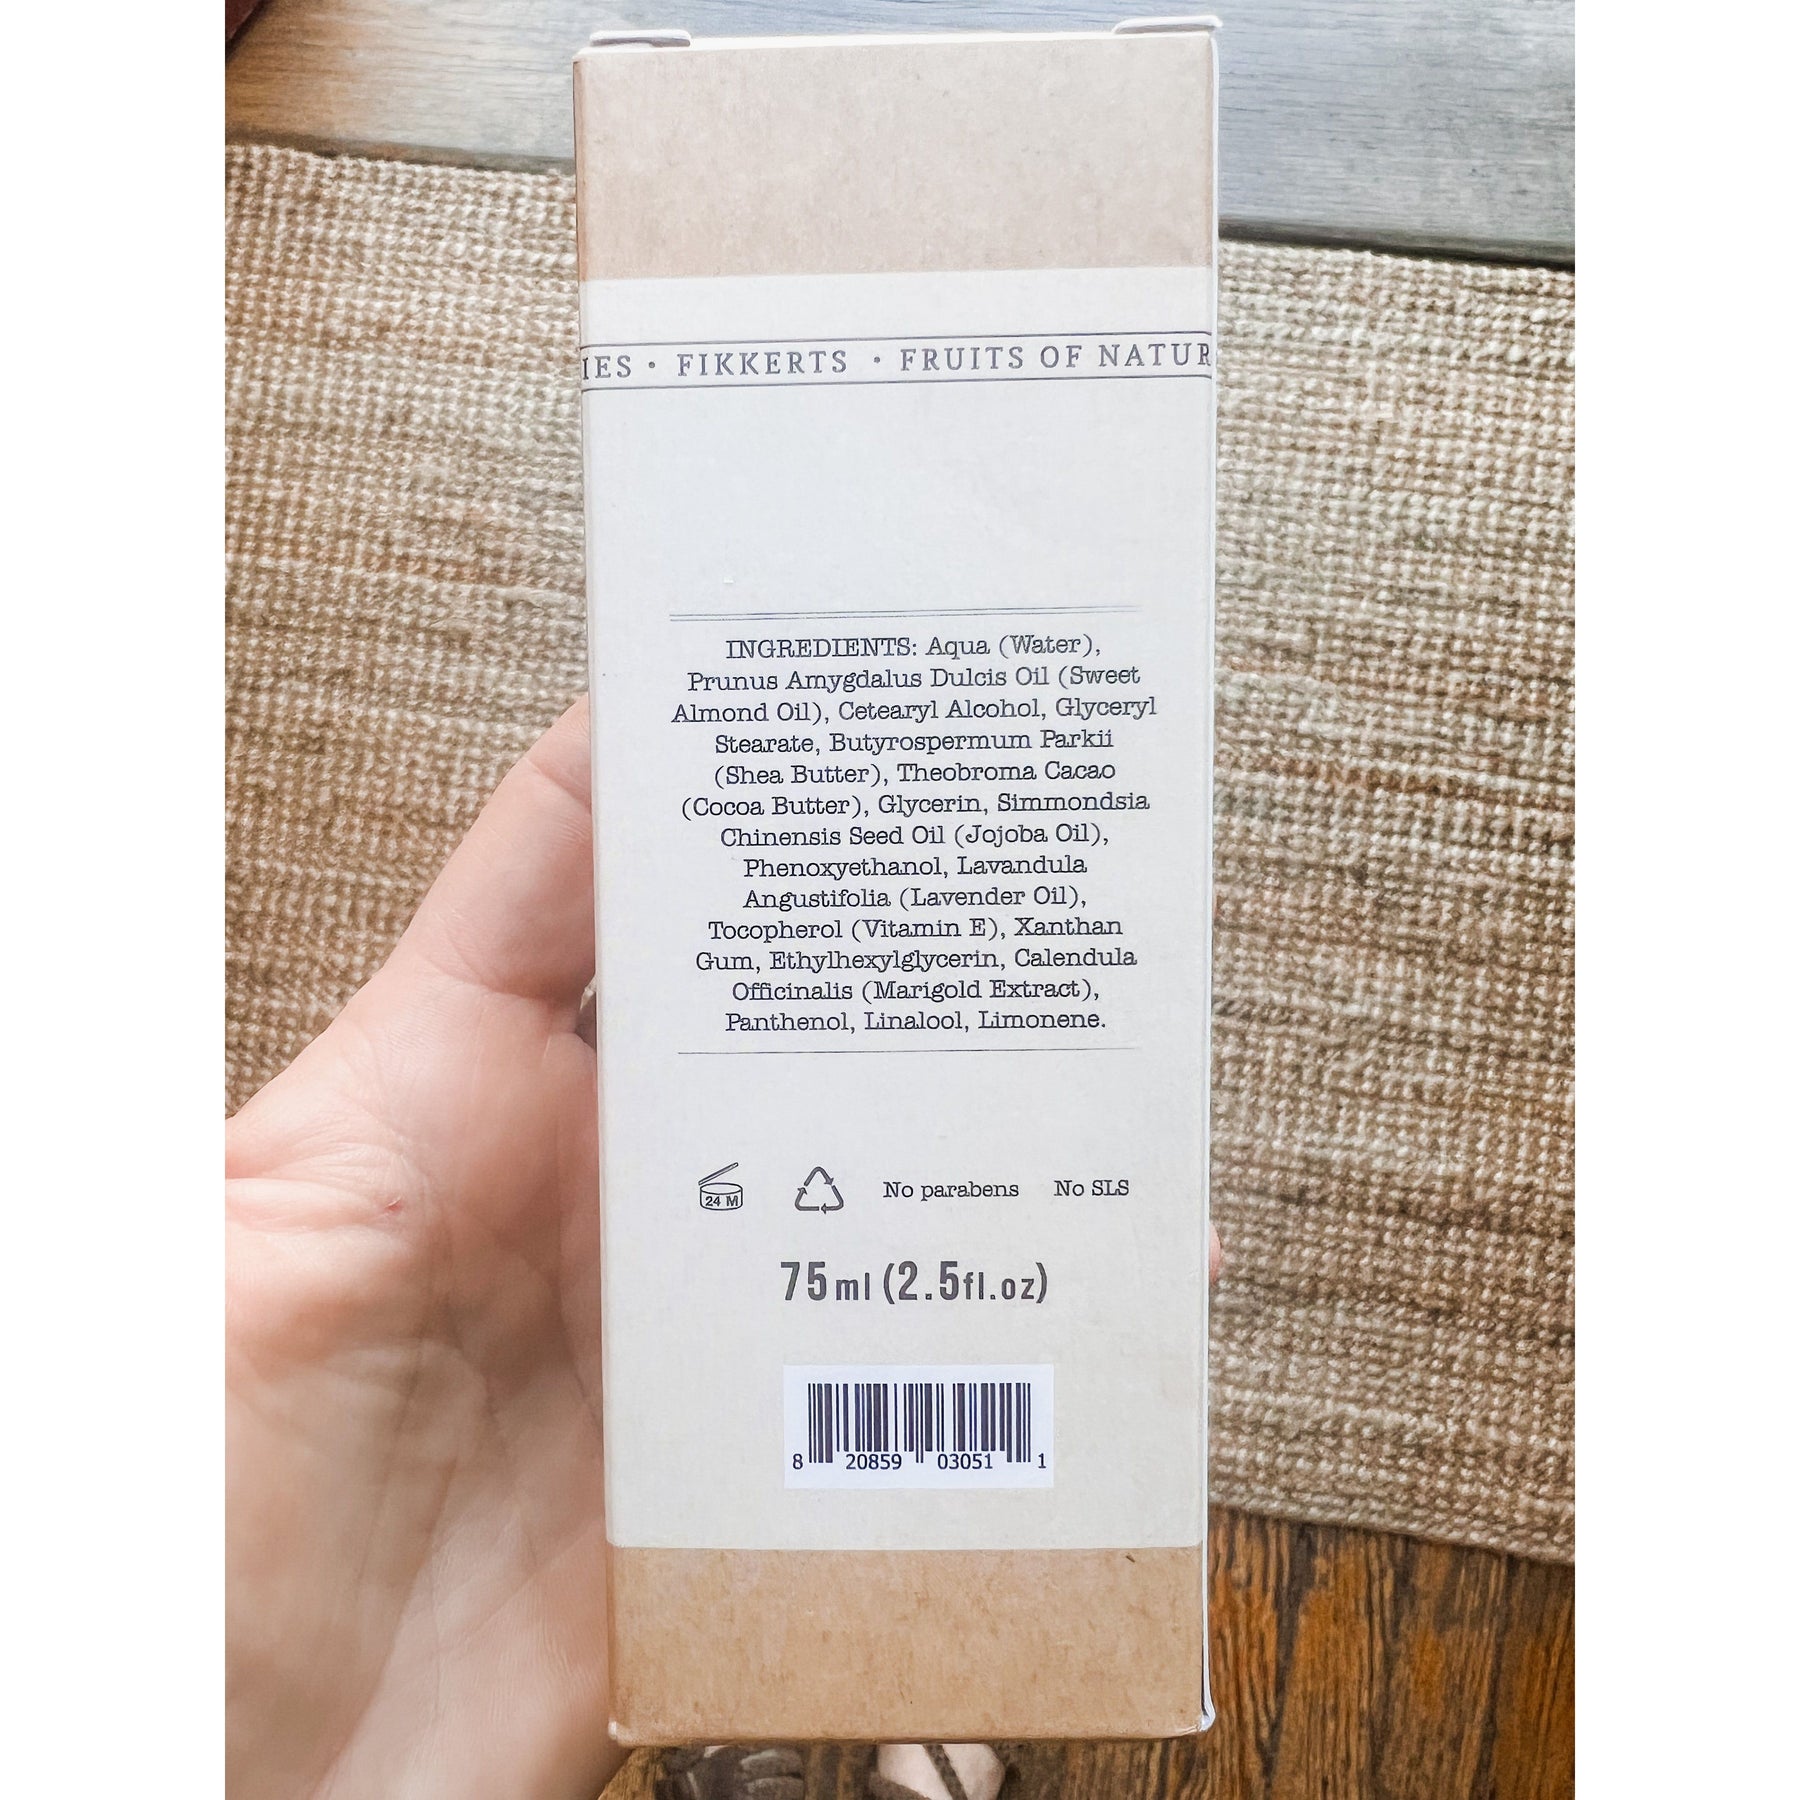 IES • FIKKERTS • FRUITS OF NATUR
INGREDIENTS: Aqua (Water),
Prunus Amygdalus Dulcis Oil (Sweet
Almond Oil), Cetearyl Alcohol, Glyceryl
Stearate, Butyrospermum Parkii
(Shea Butter), Theobroma Cacao
(Cocoa Butter), Glycerin, Simmondsia
Chinensis Seed Oil (Jojoba Oil),
Phenoxyethanol, Lavandula
Angustifolia (Lavender Oil),
Tocopherol (Vitamin E), Xanthan
Gum, Ethylhexylglycerin, Calendula
Officinalis (Marigold Extract),
Panthenol, Linalool, Limonene.
24 M No parabens No SLS
75ml (2.5fl.oz)
8 20859 03051 1